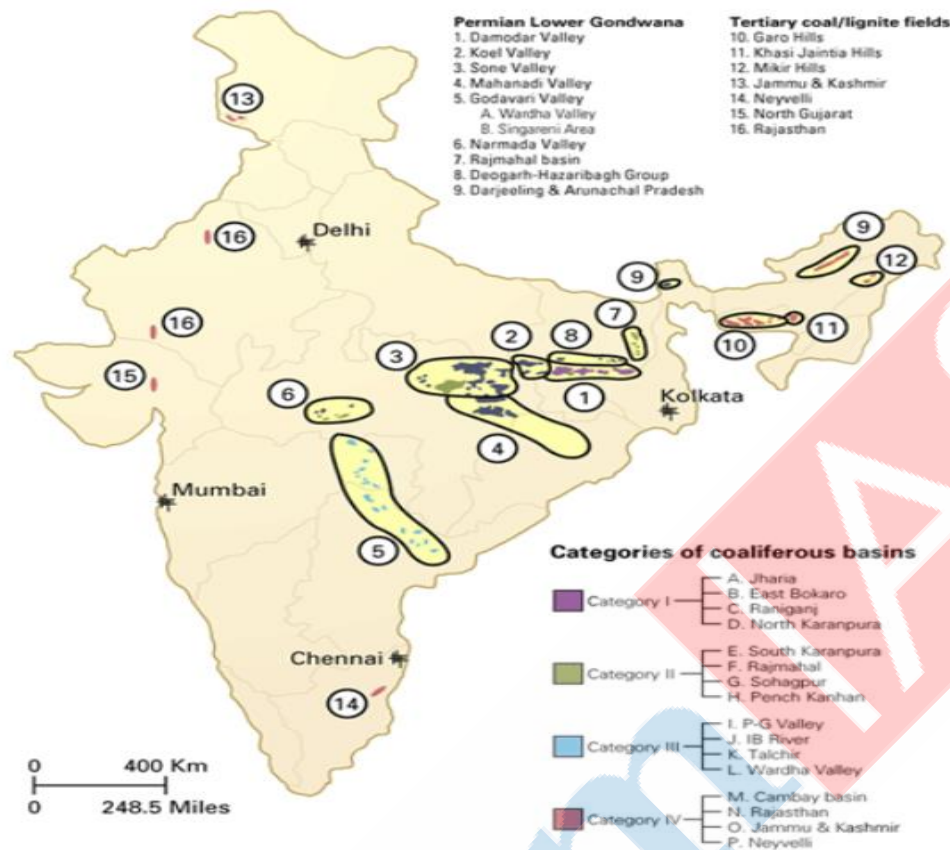 Permian Lower Gondwana
1. Damodar Valley
2. Koel Valley
3. Sone Valley
4. Mahanadi Valley
5. Godavari Valley
A. Wardha Valley
B. Singareni Area
6. Narmada Valley
7. Rajmahal basin
8. Deogarh-Hazaribagh Group
9. Darjeeling & Arunachal Pradesh
Tertiary coal/lignite fields
10. Garo Hills
11. Khasi Jaintia Hills
12. Mikir Hills
13. Jammu & Kashmir
14. Neyvelli
15. North Gujarat
16. Rajasthan
13
16
Delhi
9
12
9
16
7
11
10
2
8
3
15
6
1
Kolkata
4
Mumbai
5
Chennai
14
0 400 Km
0 248.5 Miles
Categories of coaliferous basins
Category I
A. Jharia
B. East Bokaro
C. Raniganj
D. North Karanpura
Category II
E. South Karanpura
F. Rajmahal
G. Sohagpur
H. Pench Kanhan
Category III
I. P-G Valley
J. IB River
K. Talchir
L. Wardha Valley
Category IV
M. Cambay basin
N. Rajasthan
O. Jammu & Kashmir
P. Neyvelli